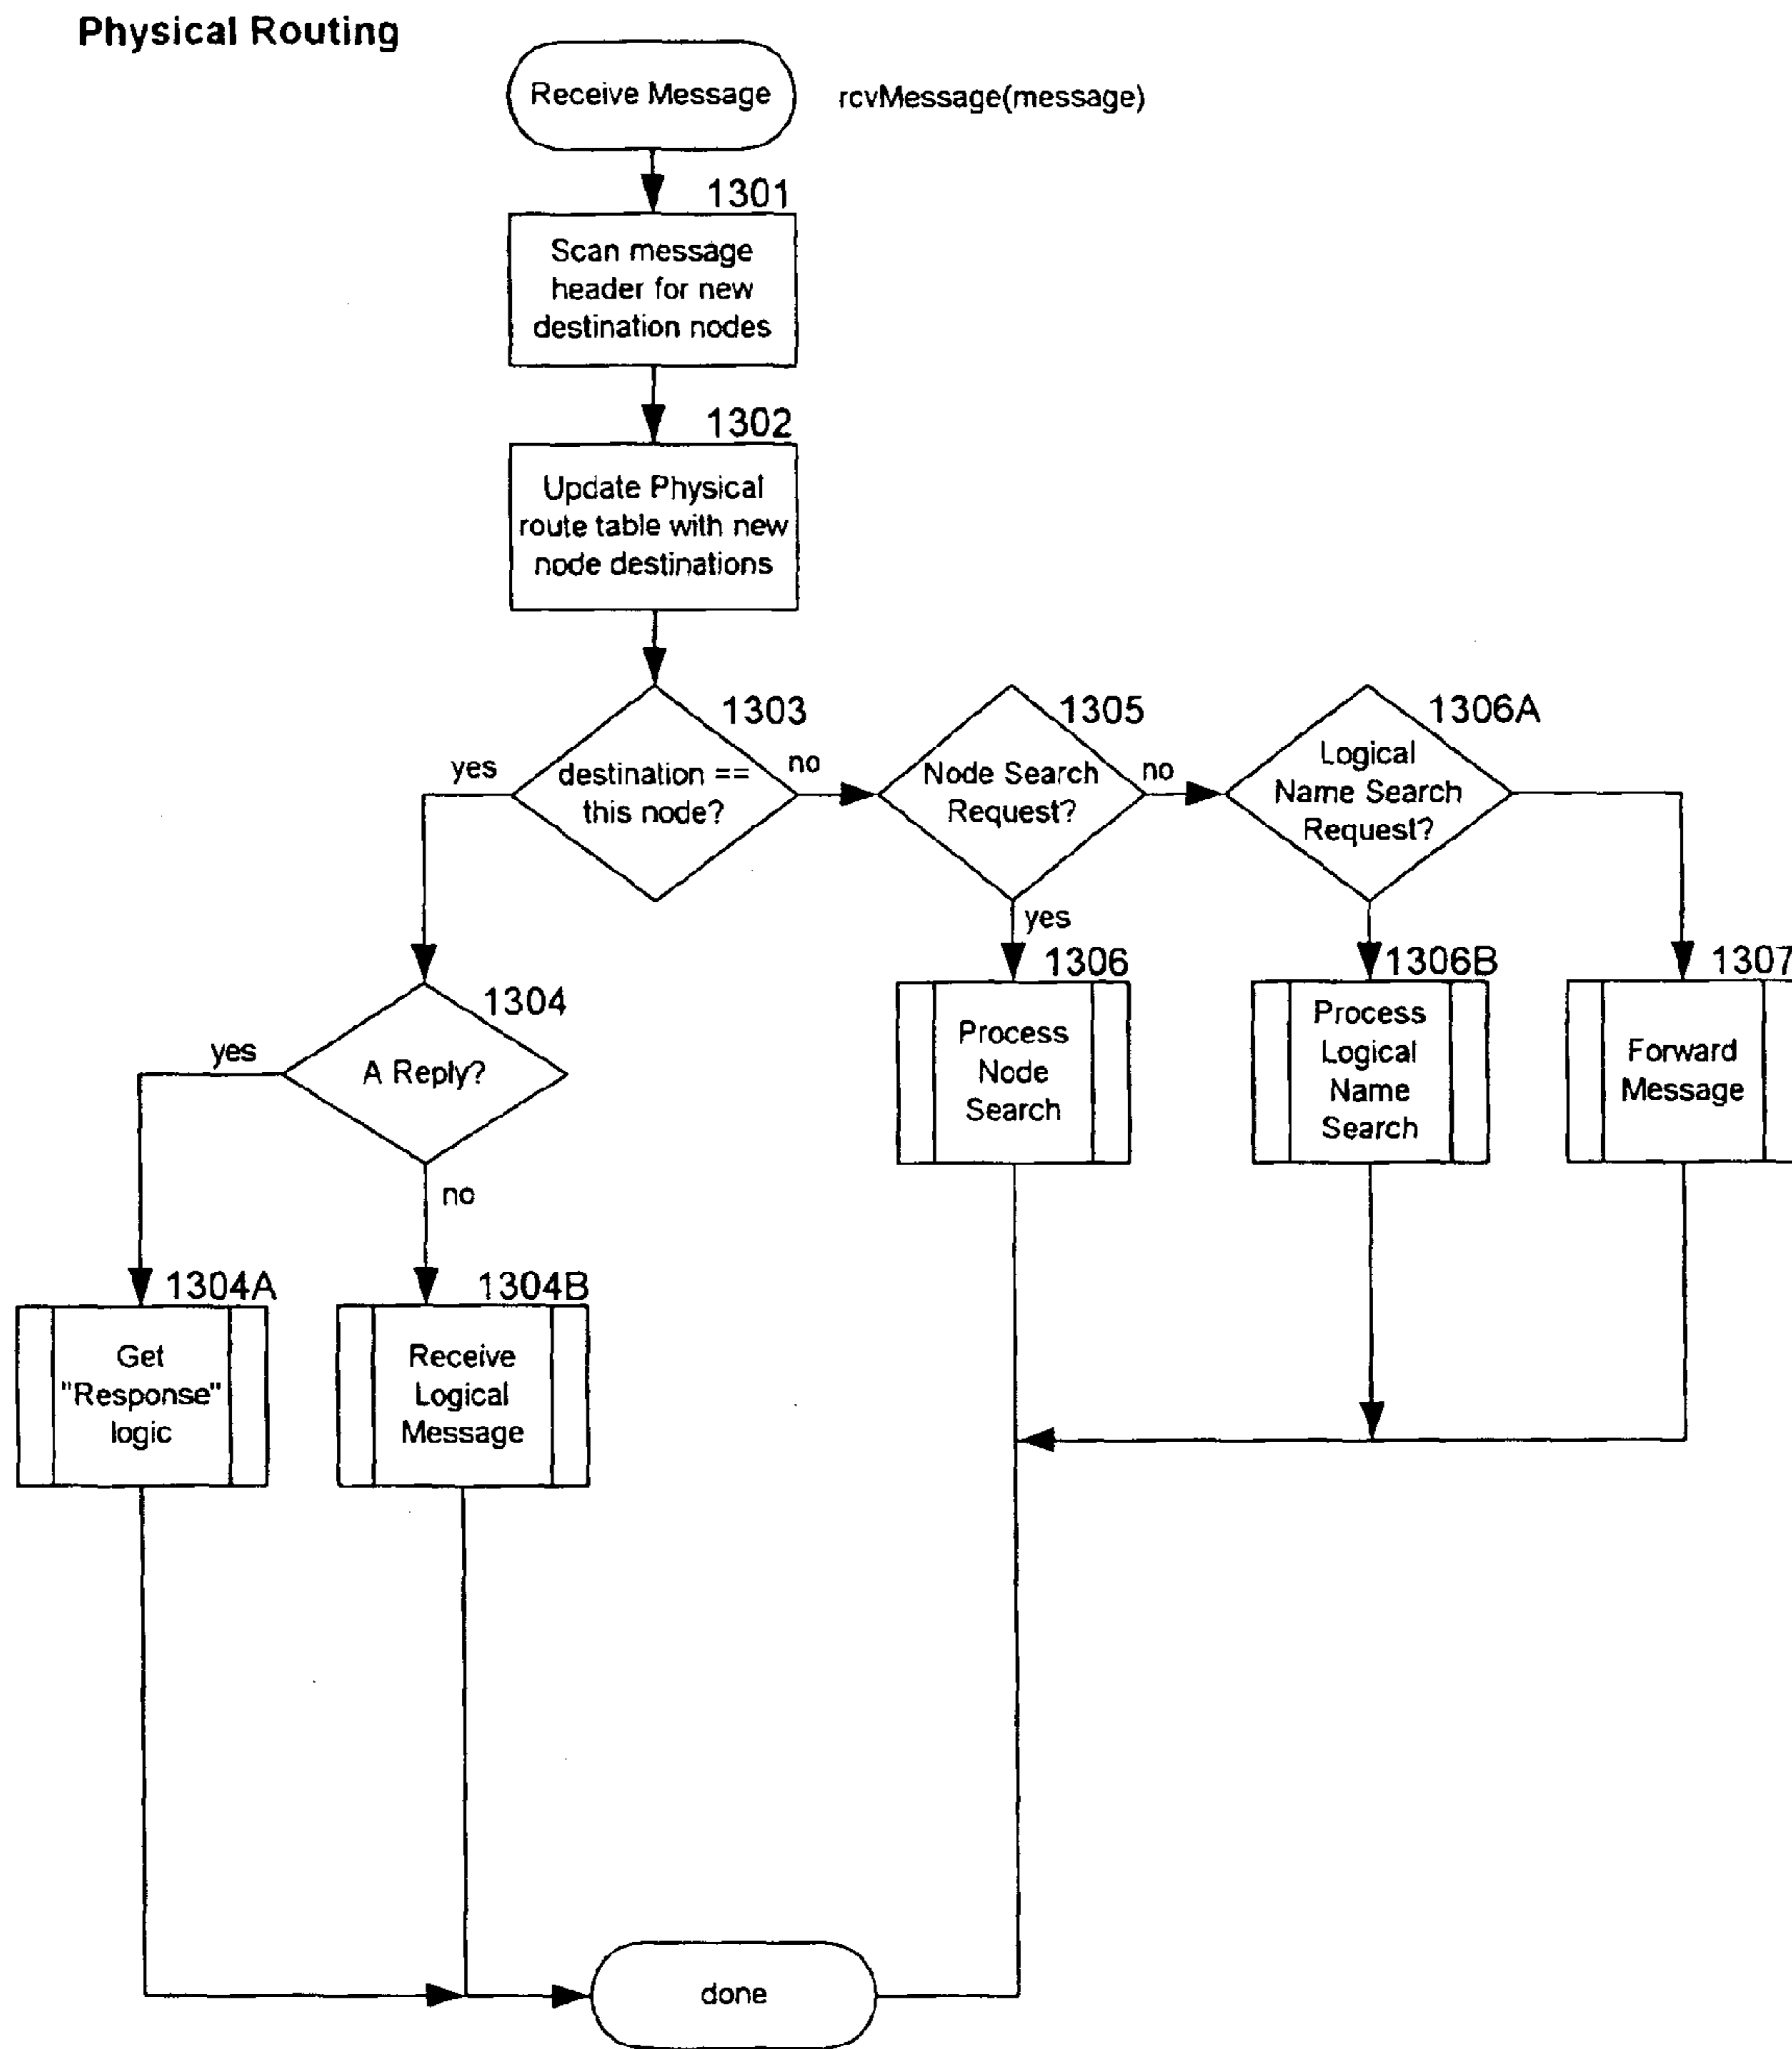 Physical Routing
Receive Message
rcvMessage(message)
1301
Scan message
header for new
destination nodes
1302
Update Physical
route table with new
node destinations
1303
destination ==
this node?
yes
no
1305
Node Search
Request?
no
yes
1306A
Logical
Name Search
Request?
1304
A Reply?
yes
no
1306
Process
Node
Search
1306B
Process
Logical
Name
Search
1307
Forward
Message
1304A
Get
"Response"
logic
1304B
Receive
Logical
Message
done